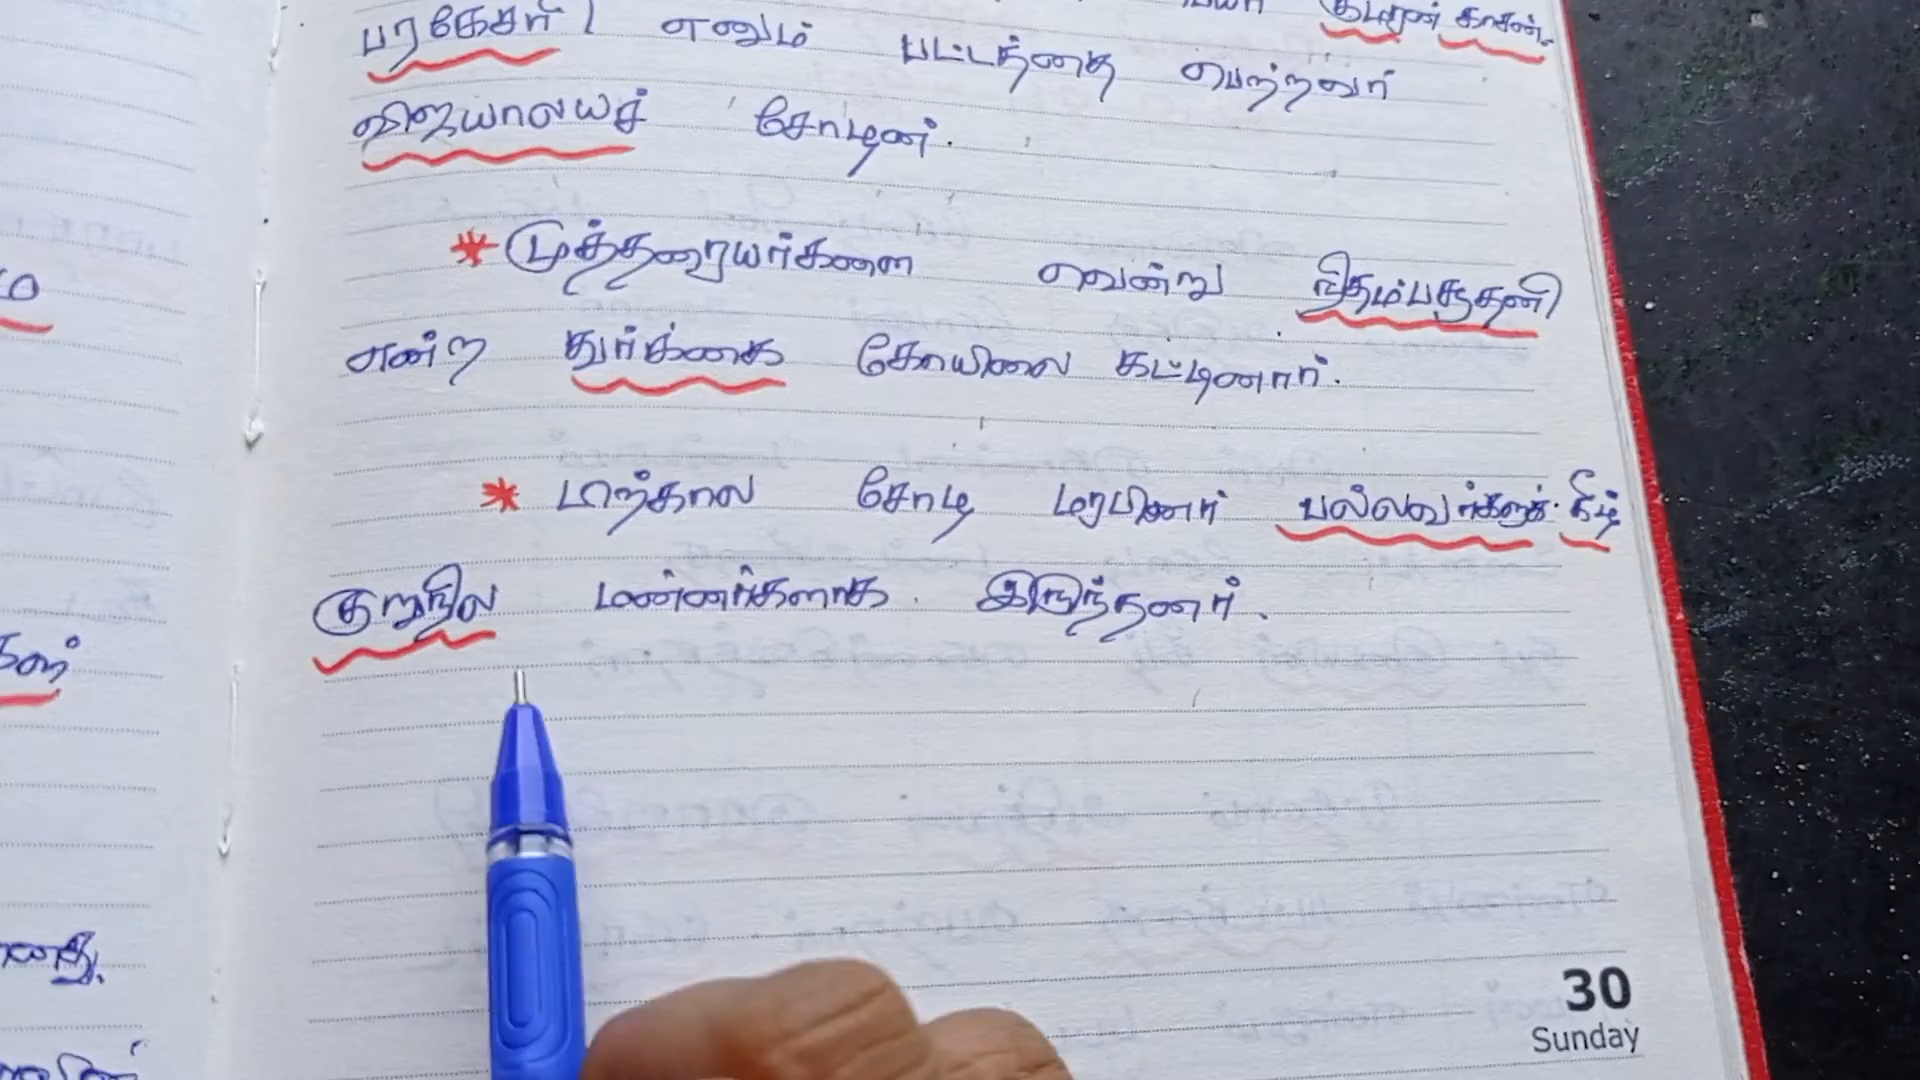 பரகேசரி எனும் பட்டத்தை பெற்றவர்
விஜயாலயச் சோழன்.
* முத்தரையர்களை வென்று நிதம்பசூதனி
என்ற துர்க்கை கோயிலை கட்டினார்.
* பிற்கால சோழ மரபினர் பல்லவர்களுக் கீழ்
குறுநில மன்னர்களாக இருந்தனர்.
30
Sunday